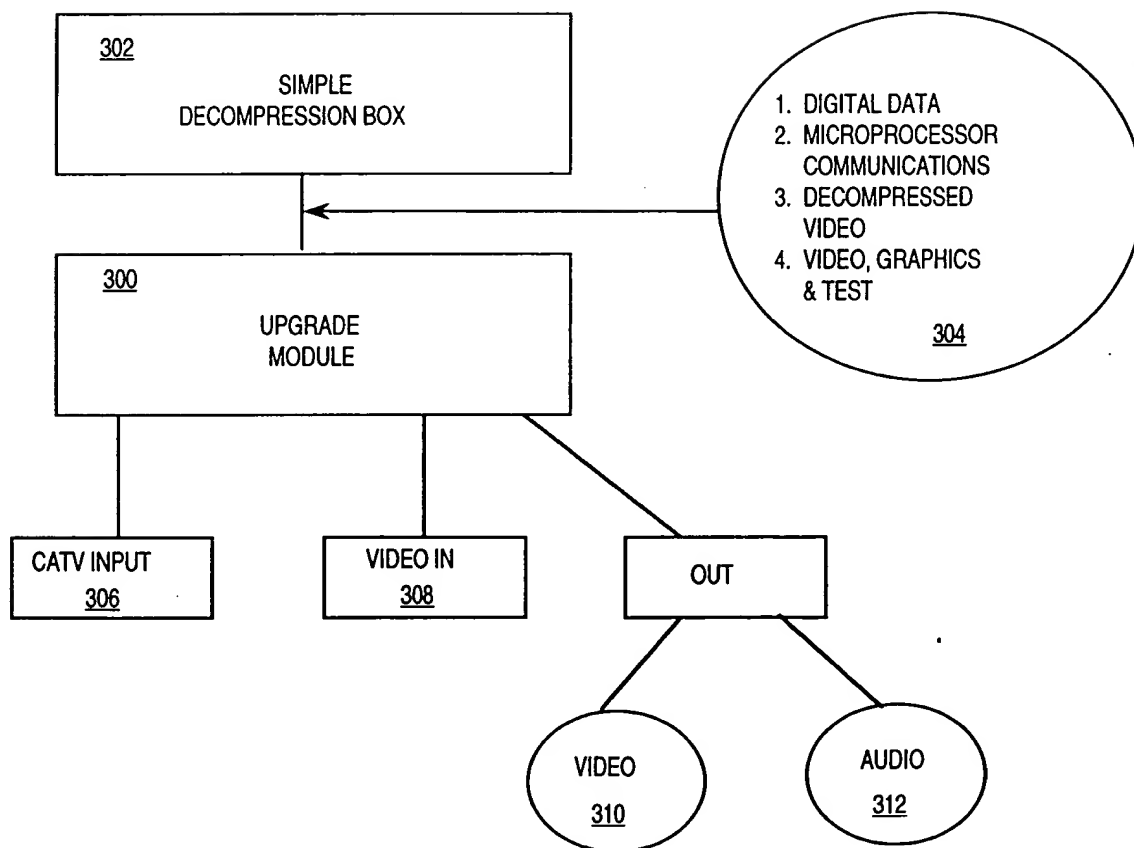 302
SIMPLE
DECOMPRESSION BOX
1. DIGITAL DATA
2. MICROPROCESSOR
COMMUNICATIONS
3. DECOMPRESSED
VIDEO
4. VIDEO, GRAPHICS
& TEST
304
300
UPGRADE
MODULE
CATV INPUT
306
VIDEO IN
308
OUT
VIDEO
310
AUDIO
312